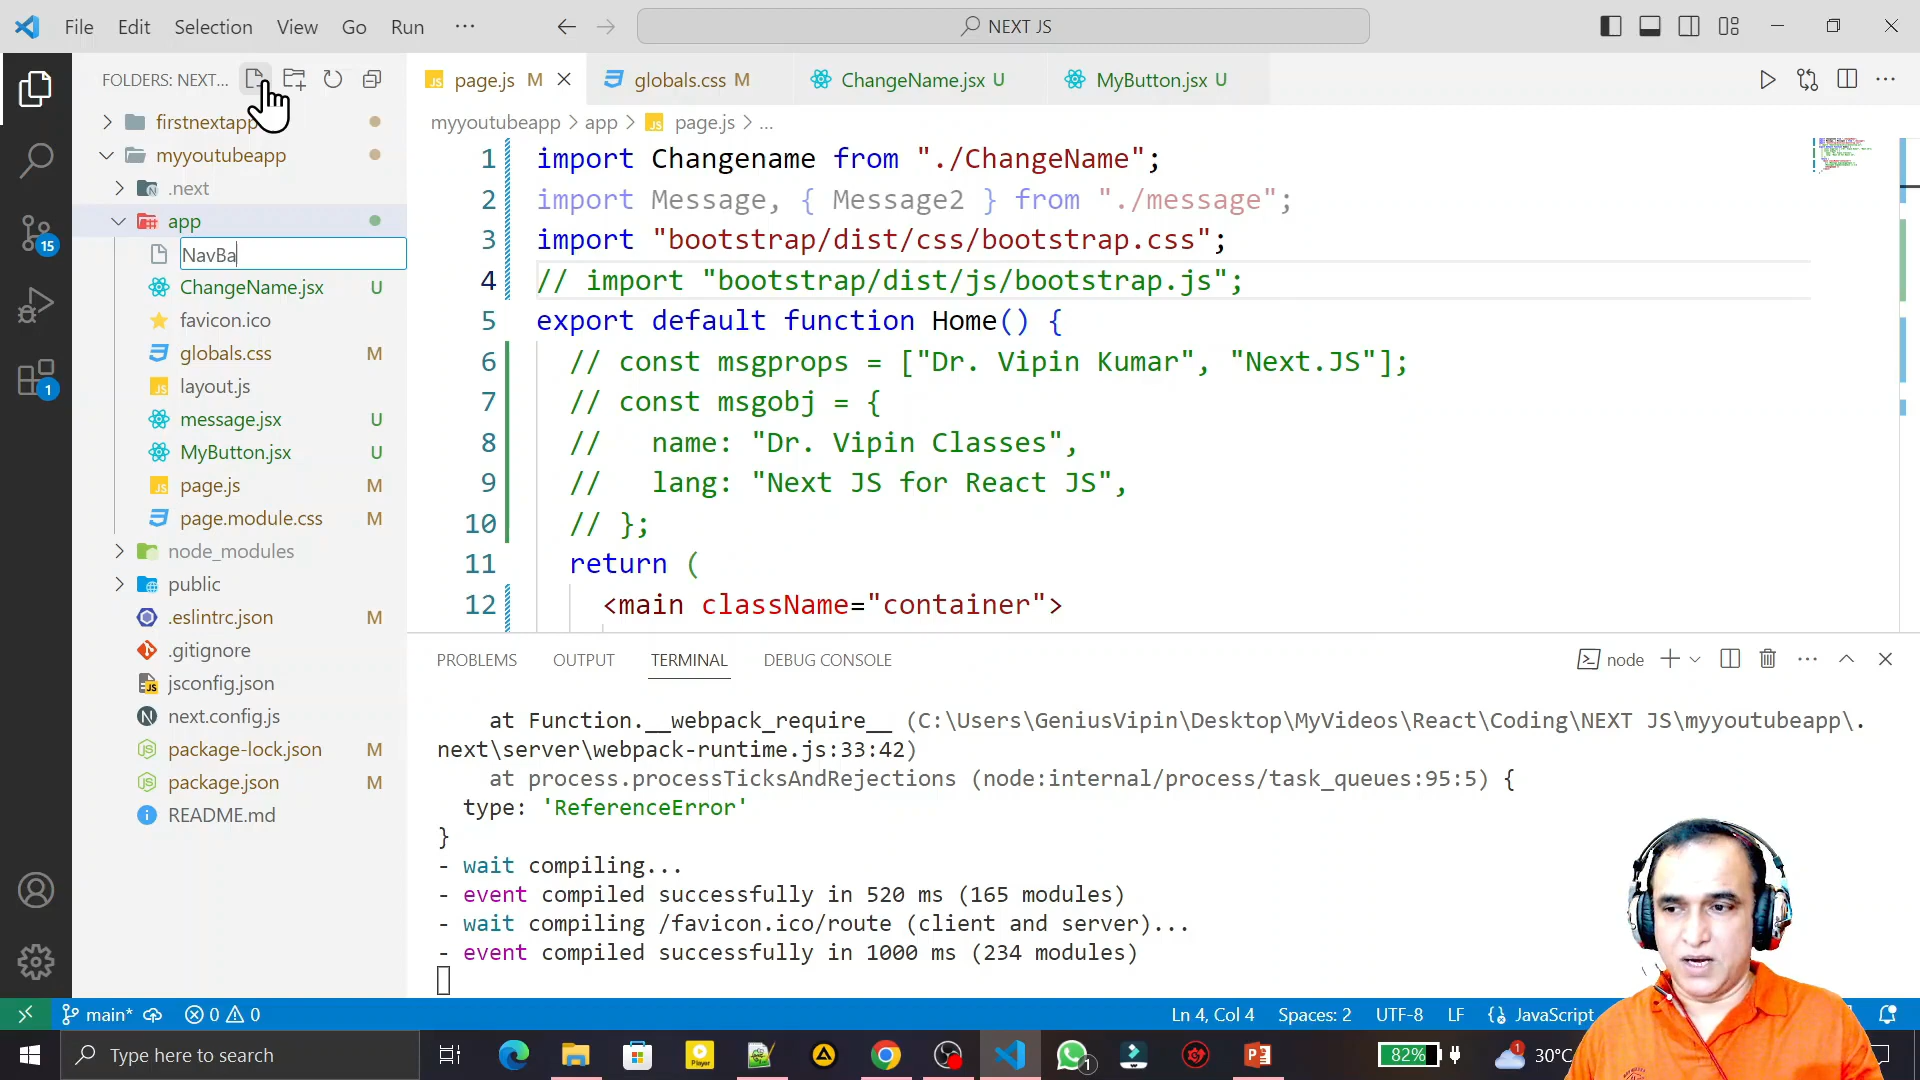 File Edit Selection View Go Run ···
NEXT JS
FOLDERS: NEXT...
page.js M
globals.css M
ChangeName.jsx U
MyButton.jsx U
myyoutubeapp > app > JS page.js > ...
firstnextapp
myyoutubeapp
.next
app
NavBa
ChangeName.jsx U
favicon.ico
globals.css M
JS layout.js
message.jsx U
MyButton.jsx U
JS page.js M
page.module.css M
node_modules
public
.eslintrc.json M
.gitignore
jsconfig.json
next.config.js
package-lock.json M
package.json M
README.md
15
1
1 import Changename from "./ChangeName";
2 import Message, { Message2 } from "./message";
3 import "bootstrap/dist/css/bootstrap.css";
4 // import "bootstrap/dist/js/bootstrap.js";
5 export default function Home() {
6 // const msgprops = ["Dr. Vipin Kumar", "Next.JS"];
7 // const msgobj = {
8 // name: "Dr. Vipin Classes",
9 // lang: "Next JS for React JS",
10 // };
11 return (
12 <main className="container">
PROBLEMS OUTPUT TERMINAL DEBUG CONSOLE
node
at Function.__webpack_require__ (C:\Users\GeniusVipin\Desktop\MyVideos\React\Coding\NEXT JS\myyoutubeapp\.
next\server\webpack-runtime.js:33:42)
at process.processTicksAndRejections (node:internal/process/task_queues:95:5) {
type: 'ReferenceError'
}
- wait compiling...
- event compiled successfully in 520 ms (165 modules)
- wait compiling /favicon.ico/route (client and server)...
- event compiled successfully in 1000 ms (234 modules)
main* 0 0
Ln 4, Col 4 Spaces: 2 UTF-8 LF {} JavaScript
Type here to search
Player
1
82%
1
30°C